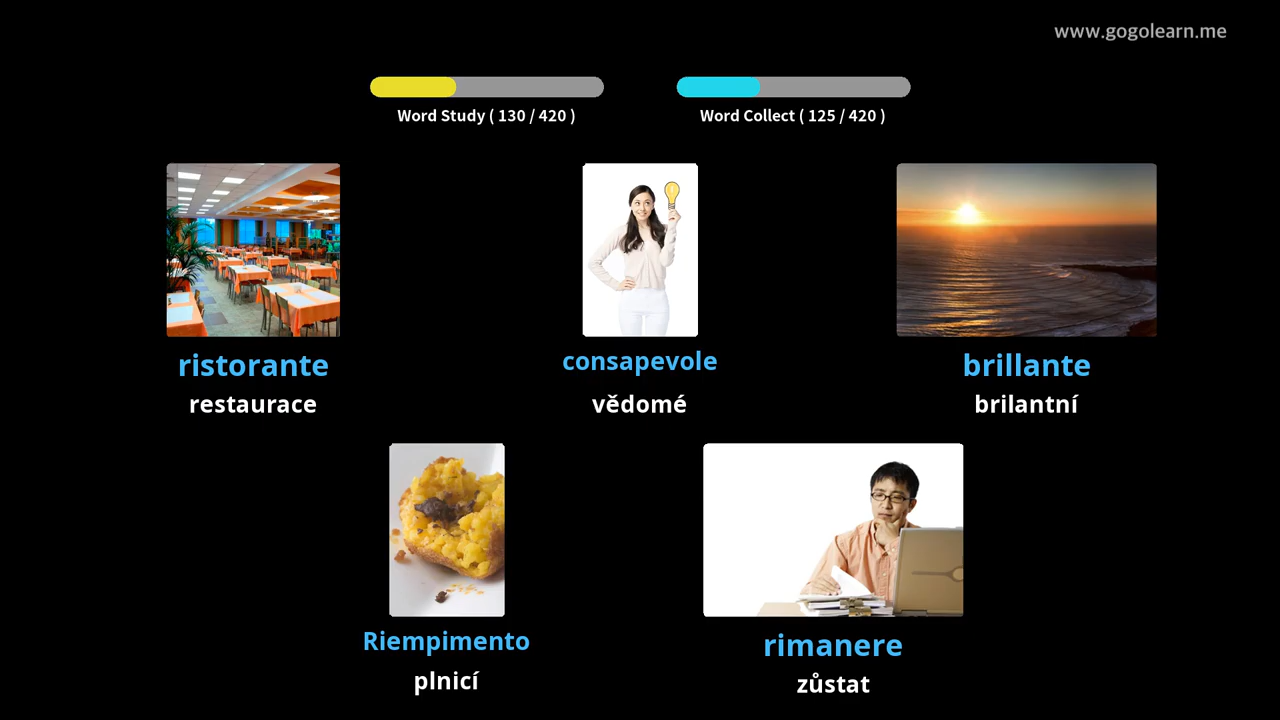 www.gogolearn.me
Word Study ( 130 / 420 )
Word Collect ( 125 / 420 )
ristorante
restaurace
consapevole
vědomé
brillante
brilantní
Riempimento
plnicí
rimanere
zůstat